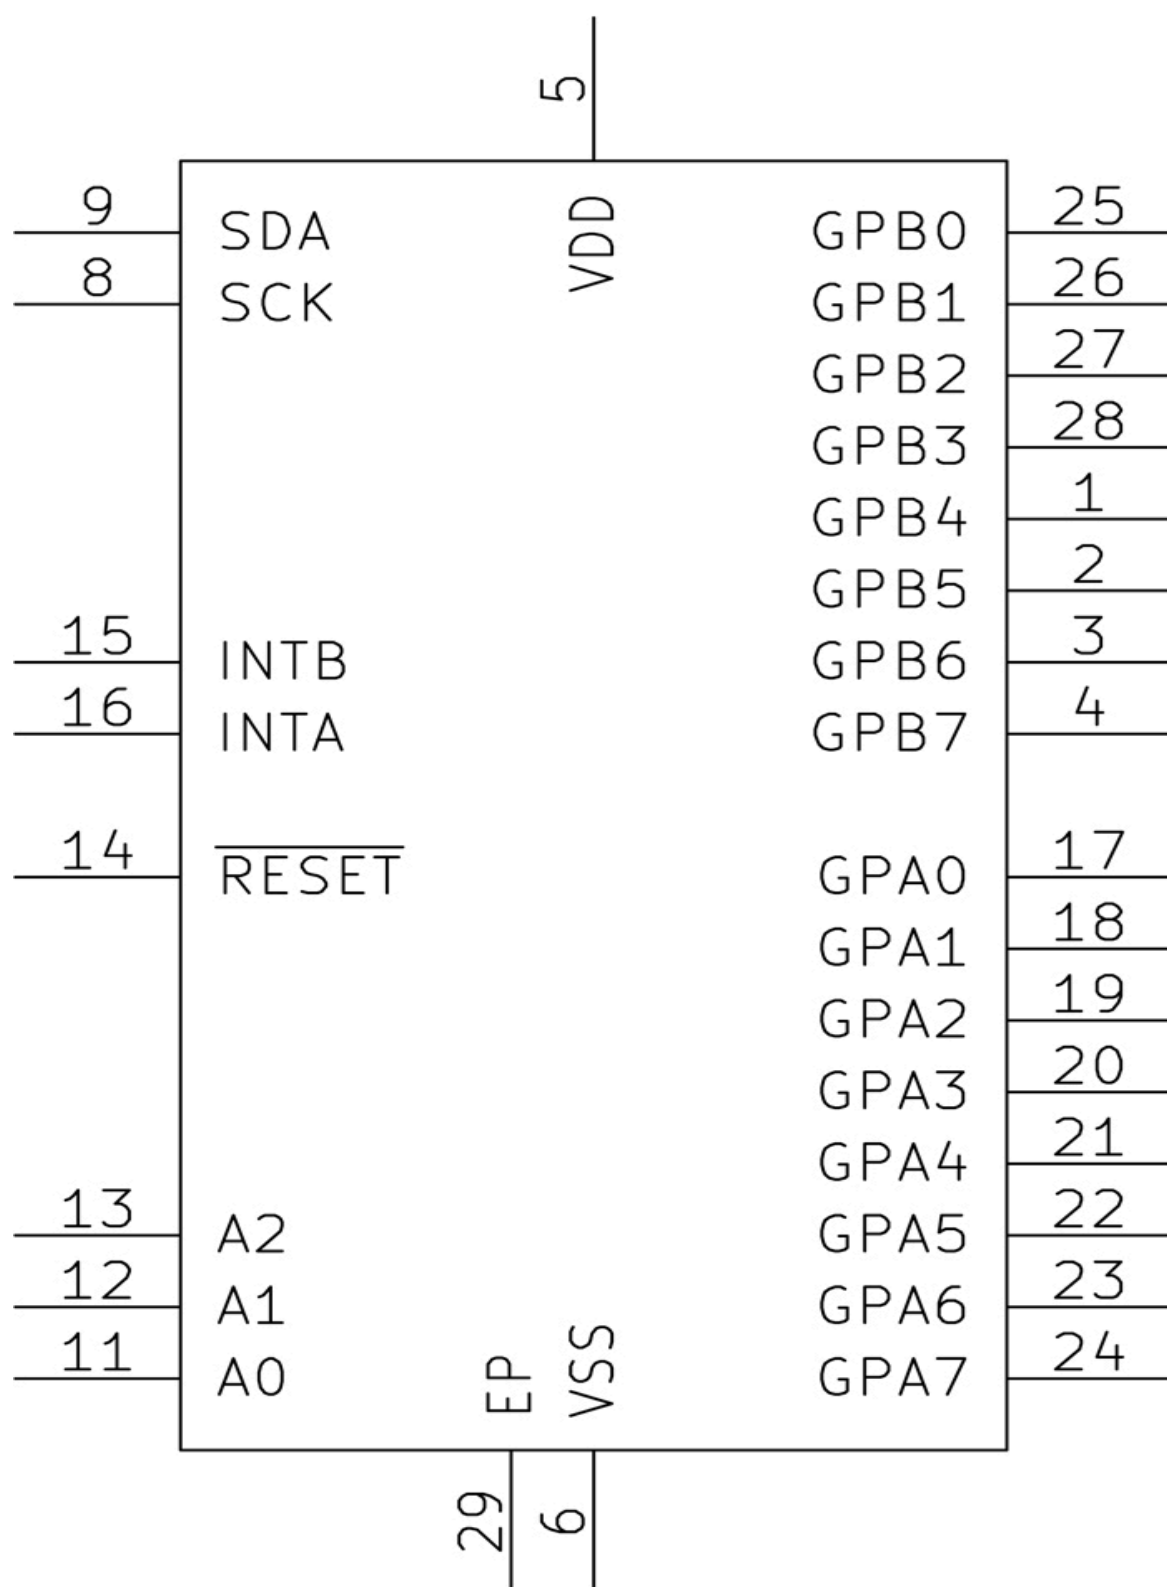 5
VDD
9 SDA GPB0 25
8 SCK GPB1 26
GPB2 27
GPB3 28
GPB4 1
GPB5 2
15 INTB GPB6 3
16 INTA GPB7 4
14 RESET GPA0 17
GPA1 18
GPA2 19
GPA3 20
GPA4 21
13 A2 GPA5 22
12 A1 GPA6 23
11 A0 GPA7 24
EP VSS
29 6